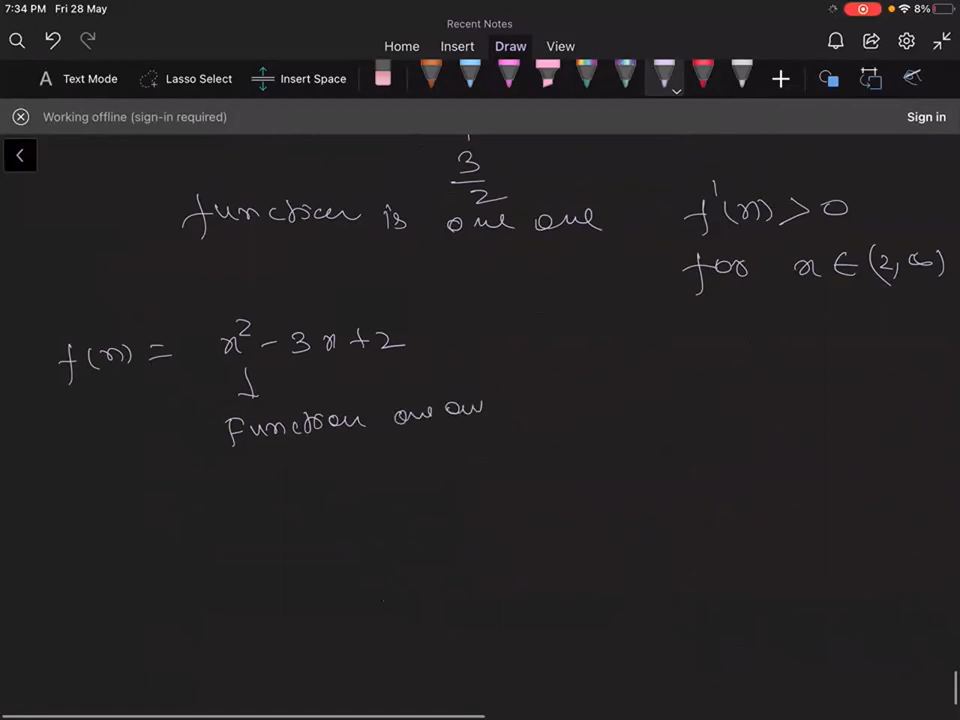 7:34 PM Fri 28 May 8%
Recent Notes
Home Insert Draw View
A Text Mode Lasso Select Insert Space
Working offline (sign-in required) Sign in
3
2
function is one one f'(x) > 0
for x ∈ (2, ∞)
f(x) = x² - 3x + 2
Function one one